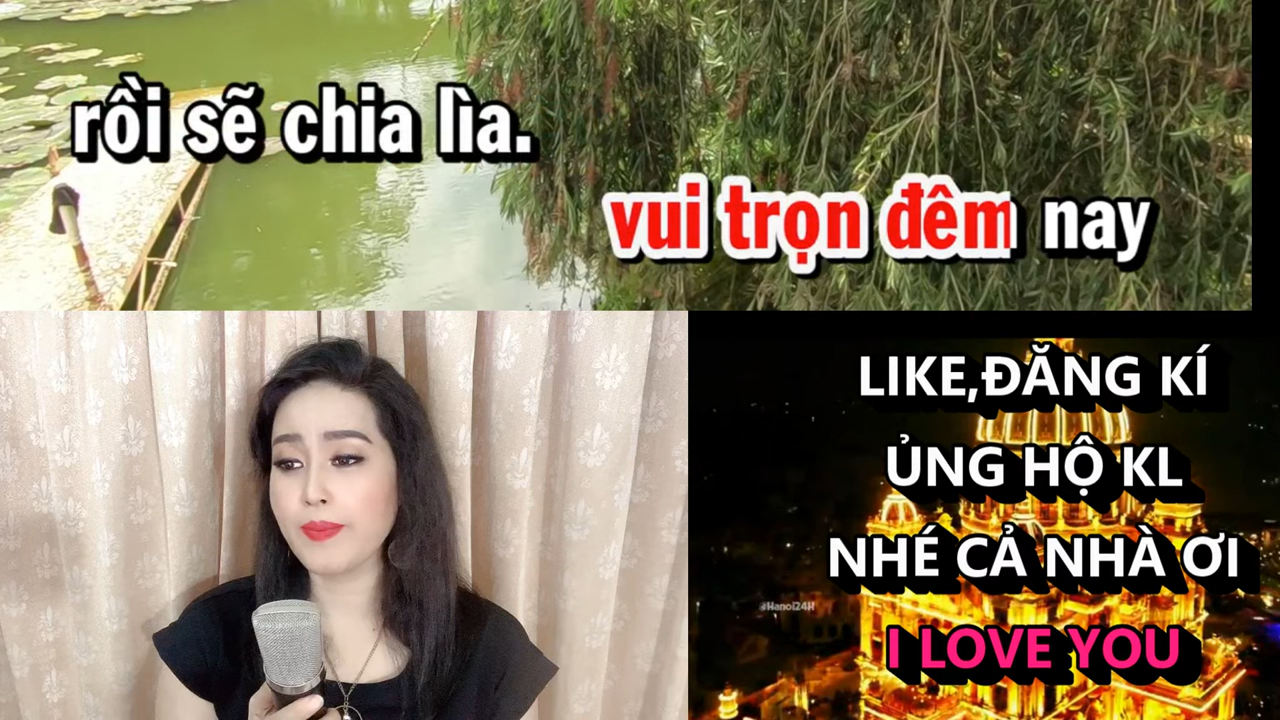 rồi sẽ chia lìa.
vui trọn đêm nay
LIKE,ĐĂNG KÍ
ỦNG HỘ KL
NHÉ CẢ NHÀ ƠI
@Hanoi24H
I LOVE YOU